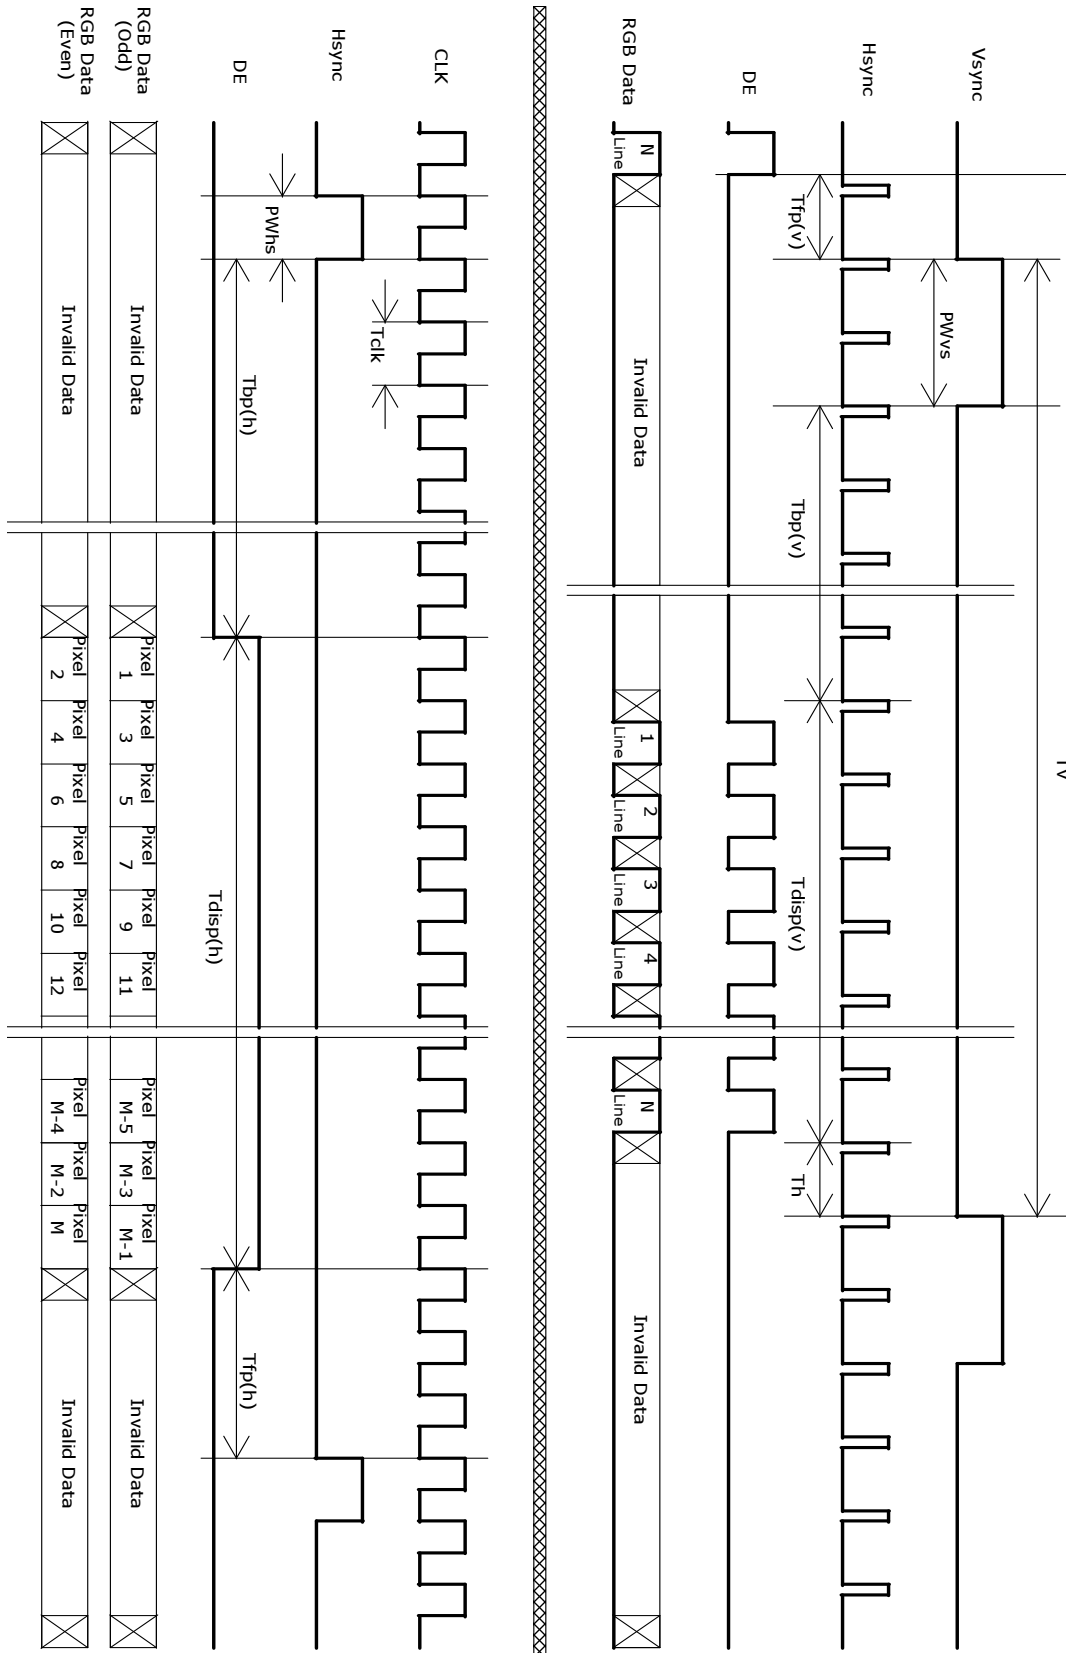 Tv
Vsync
PWvs
Hsync
Tfp(v)
Tbp(v)
Tdisp(v)
Th
DE
RGB Data
Line N
Invalid Data
Line 1
Line 2
Line 3
Line 4
Line N
Invalid Data
CLK
Tclk
Hsync
PWhs
DE
Tbp(h)
Tdisp(h)
Tfp(h)
RGB Data
(Odd)
Invalid Data
Pixel 1
Pixel 3
Pixel 5
Pixel 7
Pixel 9
Pixel 11
Pixel M-5
Pixel M-3
Pixel M-1
Invalid Data
RGB Data
(Even)
Invalid Data
Pixel 2
Pixel 4
Pixel 6
Pixel 8
Pixel 10
Pixel 12
Pixel M-4
Pixel M-2
Pixel M
Invalid Data